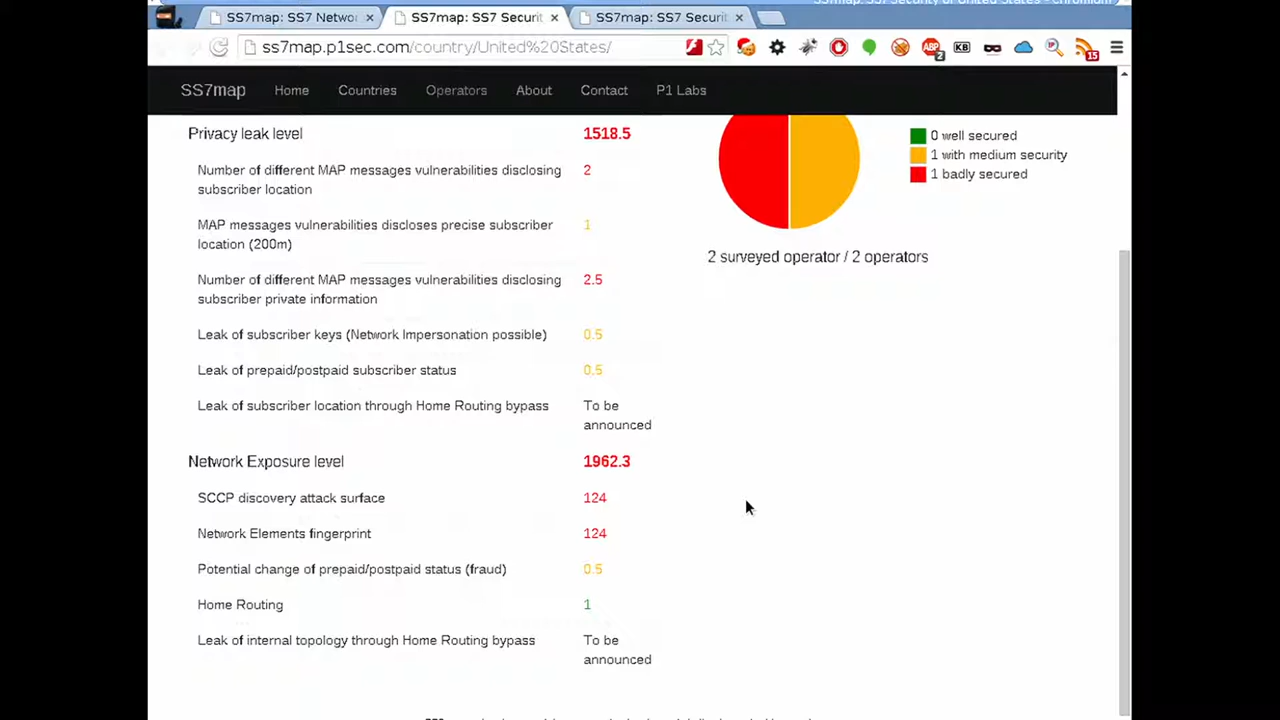 SS7map: SS7 Netwo
SS7map: SS7 Securit
SS7map: SS7 Securit
ss7map.p1sec.com/country/United%20States/
ABP
2
KB
IP
15
SS7map
Home
Countries
Operators
About
Contact
P1 Labs
Privacy leak level 1518.5
Number of different MAP messages vulnerabilities disclosing 2
subscriber location
MAP messages vulnerabilities discloses precise subscriber 1
location (200m)
Number of different MAP messages vulnerabilities disclosing 2.5
subscriber private information
Leak of subscriber keys (Network Impersonation possible) 0.5
Leak of prepaid/postpaid subscriber status 0.5
Leak of subscriber location through Home Routing bypass To be
announced
Network Exposure level 1962.3
SCCP discovery attack surface 124
Network Elements fingerprint 124
Potential change of prepaid/postpaid status (fraud) 0.5
Home Routing 1
Leak of internal topology through Home Routing bypass To be
announced
0 well secured
1 with medium security
1 badly secured
2 surveyed operator / 2 operators